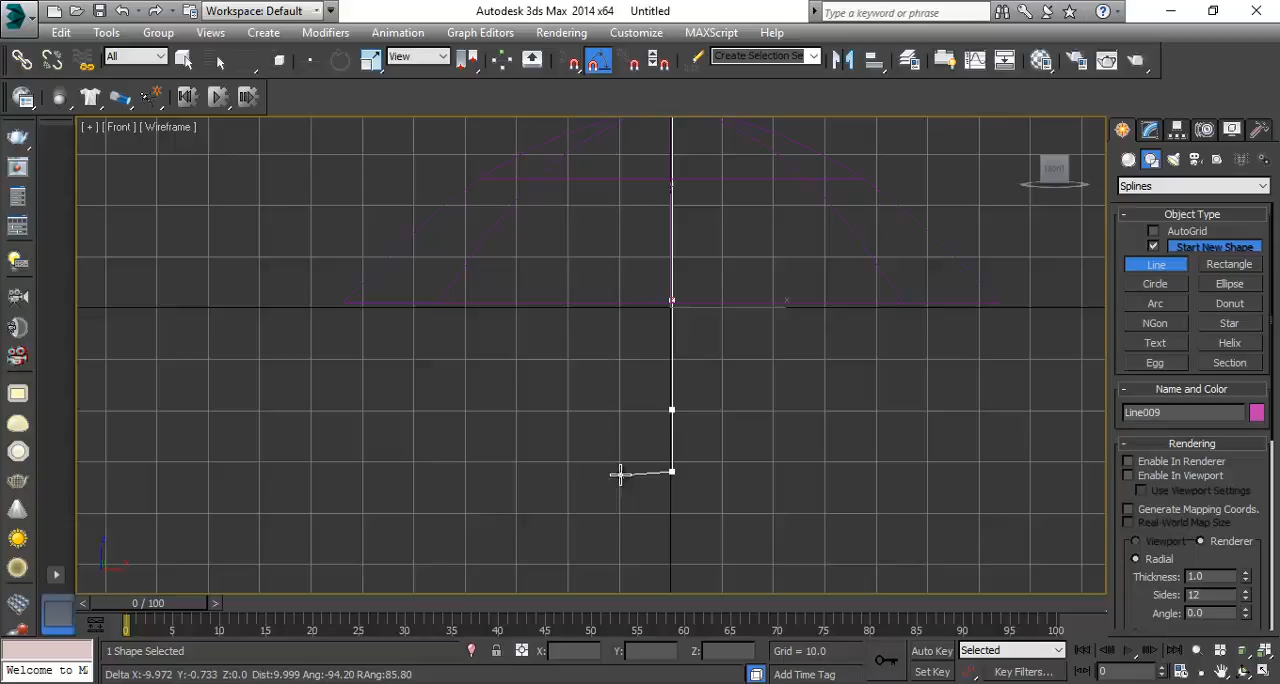 Workspace: Default
Autodesk 3ds Max 2014 x64
Untitled
Type a keyword or phrase
Edit
Tools
Group
Views
Create
Modifiers
Animation
Graph Editors
Rendering
Customize
MAXScript
Help
All
View
Create Selection Se
[ + ] [ Front ] [ Wireframe ]
FRONT
Splines
Object Type
AutoGrid
Start New Shape
Line
Rectangle
Circle
Ellipse
Arc
Donut
NGon
Star
Text
Helix
Egg
Section
Name and Color
Line009
Rendering
Enable In Renderer
Enable In Viewport
Use Viewport Settings
Generate Mapping Coords.
Real-World Map Size
Viewport
Renderer
Radial
Thickness: 1.0
Sides: 12
Angle: 0.0
0 / 100
0 5 10 15 20 25 30 35 40 45 50 55 60 65 70 75 80 85 90 95 100
1 Shape Selected
X:
Y:
Z:
Grid = 10.0
Auto Key
Selected
Welcome to M
Delta X:-9.972 Y:-0.733 Z:0.0 Dist:9.999 Ang:-94.20 RAng:85.80
Add Time Tag
Set Key
Key Filters...
0